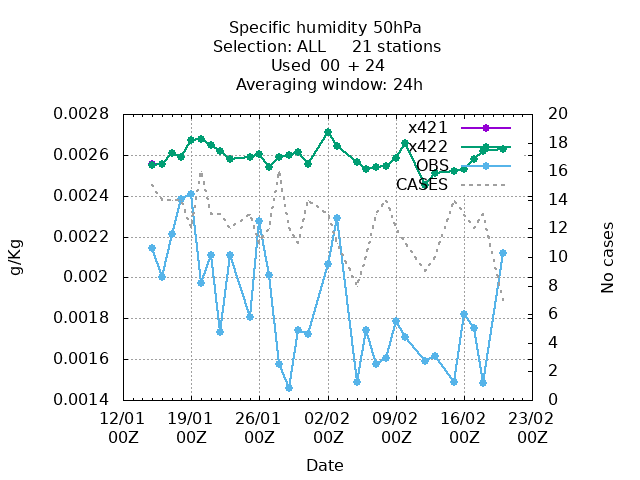 Specific humidity 50hPa
Selection: ALL 21 stations
Used 00 + 24
Averaging window: 24h
0.0028
0.0026
0.0024
0.0022
0.002
0.0018
0.0016
0.0014
20
18
16
14
12
10
8
6
4
2
0
x421
x422
OBS
CASES
g/Kg
No cases
12/01 19/01 26/01 02/02 09/02 16/02 23/02
00Z 00Z 00Z 00Z 00Z 00Z 00Z
Date